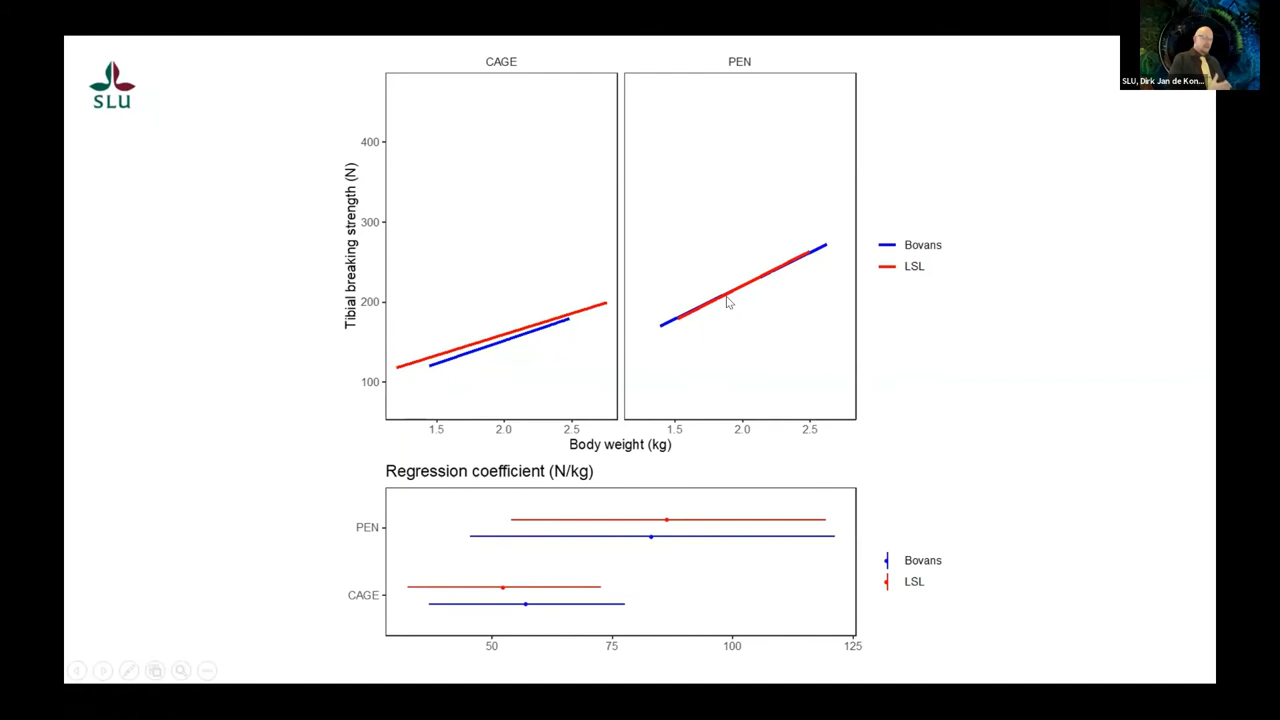 SLU
SLU, Dirk Jan de Kon...
CAGE
PEN
Tibial breaking strength (N)
400
300
200
100
1.5
2.0
2.5
1.5
2.0
2.5
Body weight (kg)
Bovans
LSL
Regression coefficient (N/kg)
PEN
CAGE
50
75
100
125
Bovans
LSL